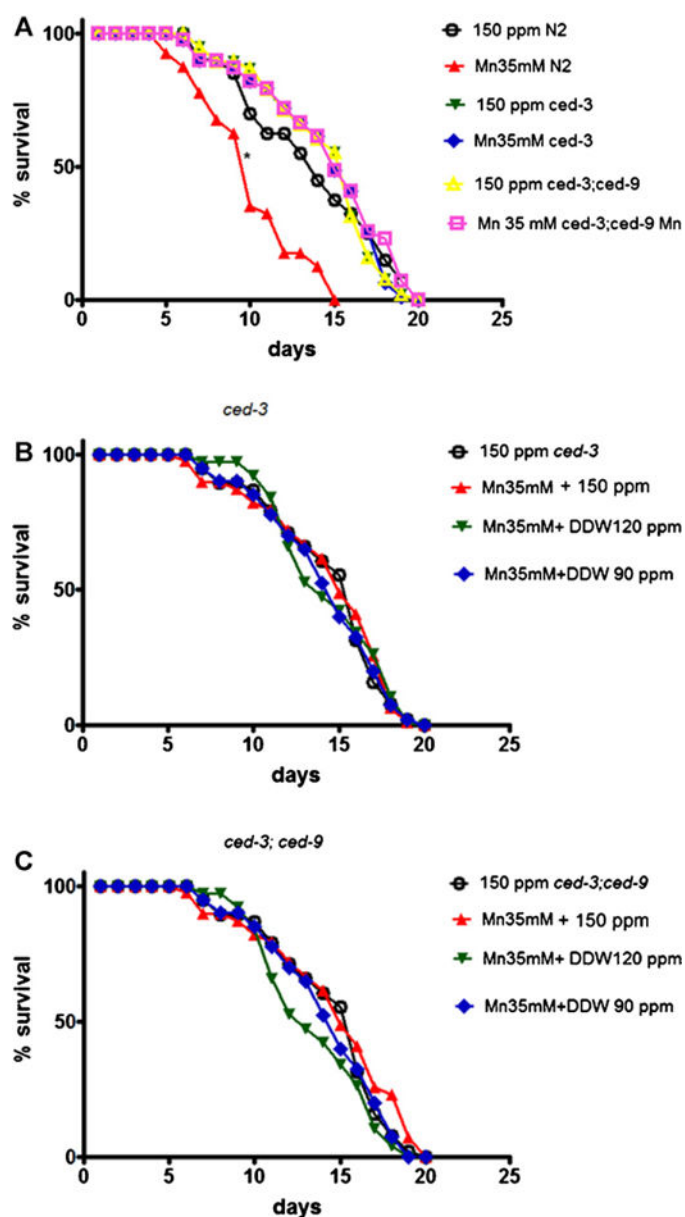 A
% survival
100
50
0
0
5
10
15
20
25
days
*
150 ppm N2
Mn35mM N2
150 ppm ced-3
Mn35mM ced-3
150 ppm ced-3;ced-9
Mn 35 mM ced-3;ced-9 Mn
B
ced-3
% survival
100
50
0
0
5
10
15
20
25
days
150 ppm ced-3
Mn35mM + 150 ppm
Mn35mM+ DDW120 ppm
Mn35mM+DDW 90 ppm
C
ced-3; ced-9
% survival
100
50
0
0
5
10
15
20
25
days
150 ppm ced-3;ced-9
Mn35mM + 150 ppm
Mn35mM+ DDW120 ppm
Mn35mM+DDW 90 ppm